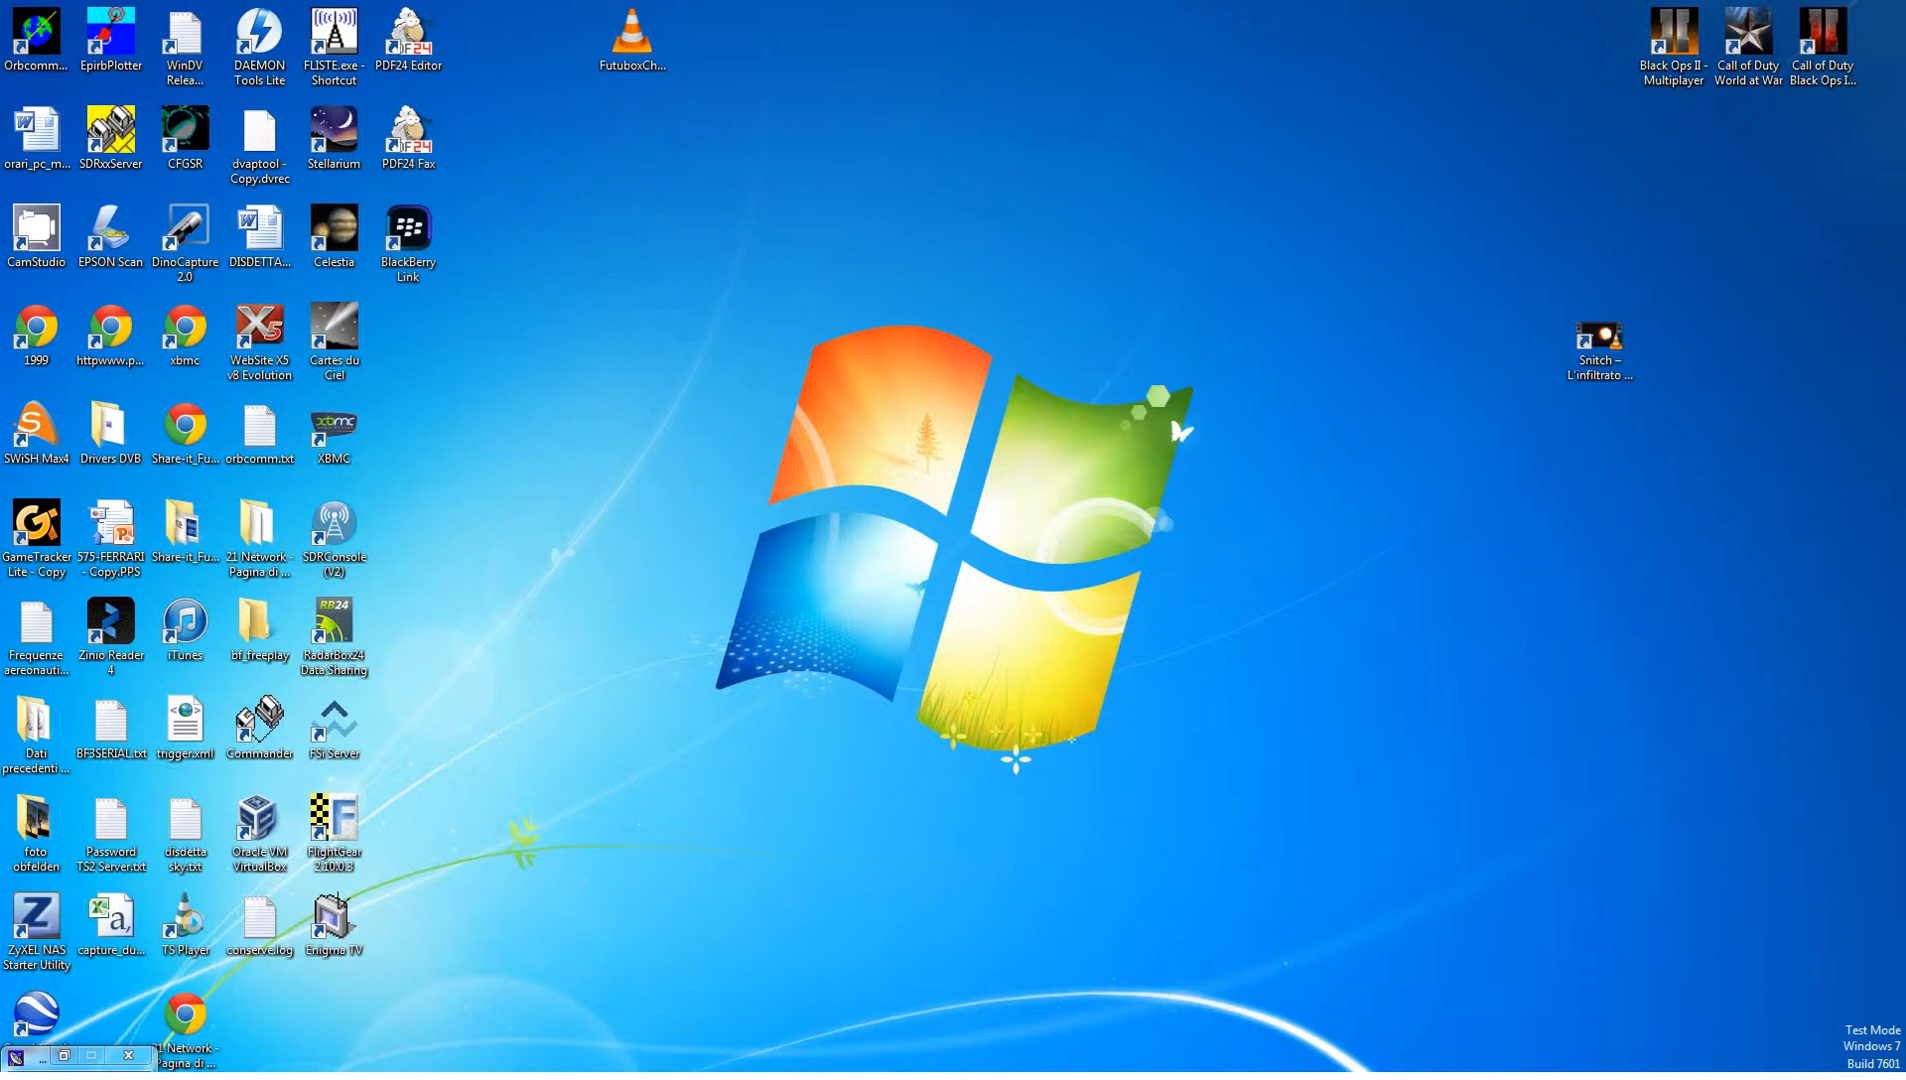 Orbcomm...
EpirbPlotter
WinDV
Relea...
DAEMON
Tools Lite
FLISTE.exe -
Shortcut
PDF24 Editor
FutuboxCh...
Black Ops II -
Multiplayer
Call of Duty
World at War
Call of Duty
Black Ops I...
orari_pc_m...
SDRxxServer
CFGSR
dvaptool -
Copy.dvrec
Stellarium
PDF24 Fax
CamStudio
EPSON Scan
DinoCapture
2.0
DISDETTA...
Celestia
BlackBerry
Link
1999
httpwww.p...
xbmc
WebSite X5
v8 Evolution
Cartes du
Ciel
Snitch –
L'infiltrato ...
SWiSH Max4
Drivers DVB
Share-it_Fu...
orbcomm.txt
XBMC
GameTracker
Lite - Copy
575-FERRARI
- Copy.PPS
Share-it_Fu...
21 Network -
Pagina di ...
SDRConsole
(V2)
Frequenze
aereonauti...
Zinio Reader
4
iTunes
bf_freeplay
RadarBox24
Data Sharing
Dati
precedenti ...
BF3SERIAL.txt
trigger.xml
Commander
FSi Server
foto
obfelden
Password
TS2 Server.txt
disdetta
sky.txt
Oracle VM
VirtualBox
FlightGear
2.10.0.3
ZyXEL NAS
Starter Utility
capture_du...
TS Player
conserve.log
Enigma TV
21 Network -
Pagina di ...
Test Mode
Windows 7
Build 7601